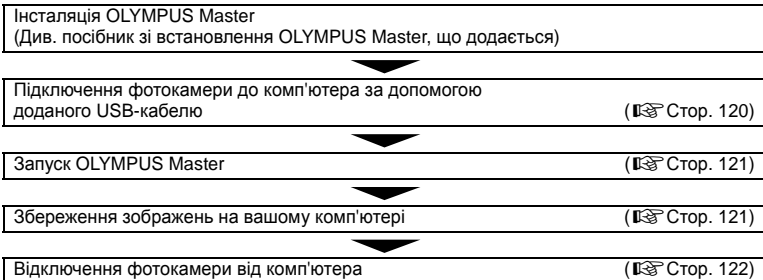 Інсталяція OLYMPUS Master
(Див. посібник зі встановлення OLYMPUS Master, що додається)
Підключення фотокамери до комп'ютера за допомогою
доданого USB-кабелю (☞ Стор. 120)
Запуск OLYMPUS Master (☞ Стор. 121)
Збереження зображень на вашому комп'ютері (☞ Стор. 121)
Відключення фотокамери від комп'ютера (☞ Стор. 122)